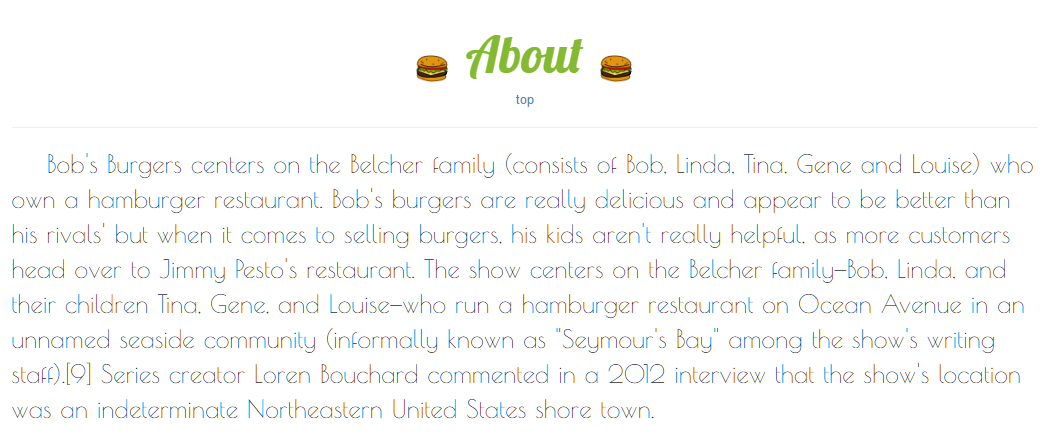 About
top
Bob's Burgers centers on the Belcher family (consists of Bob, Linda, Tina, Gene and Louise) who
own a hamburger restaurant. Bob's burgers are really delicious and appear to be better than
his rivals' but when it comes to selling burgers, his kids aren't really helpful, as more customers
head over to Jimmy Pesto's restaurant. The show centers on the Belcher family—Bob, Linda, and
their children Tina, Gene, and Louise—who run a hamburger restaurant on Ocean Avenue in an
unnamed seaside community (informally known as "Seymour's Bay" among the show's writing
staff).[9] Series creator Loren Bouchard commented in a 2012 interview that the show's location
was an indeterminate Northeastern United States shore town.